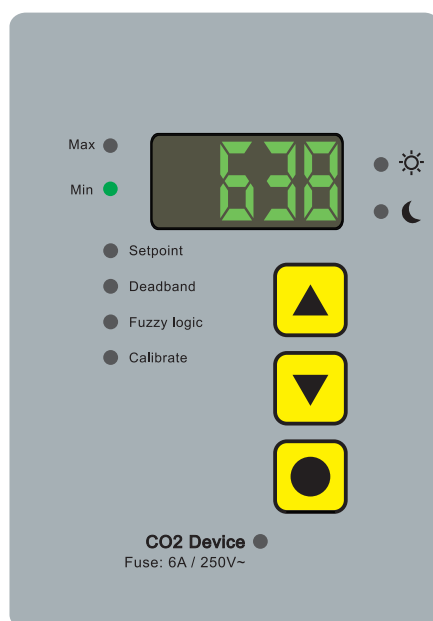 Max
638
Min
Setpoint
Deadband
Fuzzy logic
Calibrate
CO2 Device
Fuse: 6A / 250V~